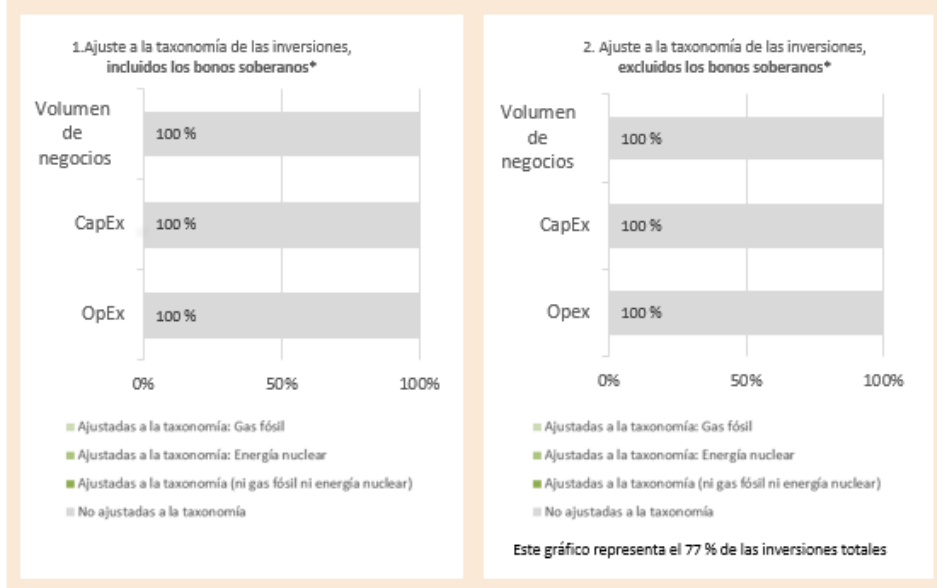 1.Ajuste a la taxonomía de las inversiones,
incluidos los bonos soberanos*
Volumen
de
negocios
100 %
CapEx
100 %
OpEx
100 %
0%
50%
100%
Ajustadas a la taxonomía: Gas fósil
Ajustadas a la taxonomía: Energía nuclear
Ajustadas a la taxonomía (ni gas fósil ni energía nuclear)
No ajustadas a la taxonomía
2. Ajuste a la taxonomía de las inversiones,
excluidos los bonos soberanos*
Volumen
de
negocios
100 %
CapEx
100 %
Opex
100 %
0%
50%
100%
Ajustadas a la taxonomía: Gas fósil
Ajustadas a la taxonomía: Energía nuclear
Ajustadas a la taxonomía (ni gas fósil ni energía nuclear)
No ajustadas a la taxonomía
Este gráfico representa el 77 % de las inversiones totales